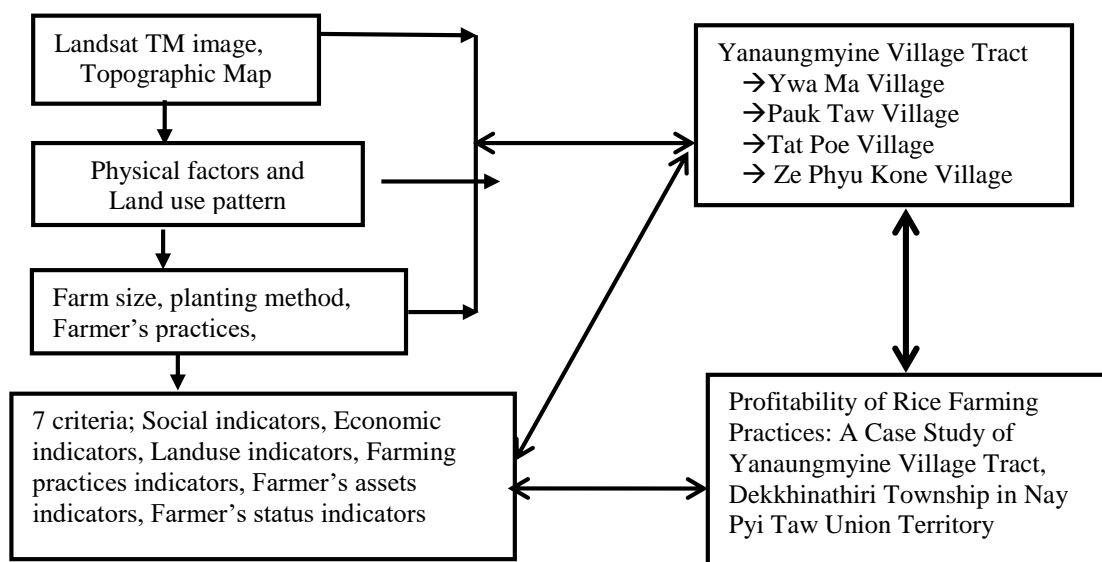 Landsat TM image,
Topographic Map
Physical factors and
Land use pattern
Farm size, planting method,
Farmer's practices,
7 criteria; Social indicators, Economic
indicators, Landuse indicators, Farming
practices indicators, Farmer's assets
indicators, Farmer's status indicators
Yanaungmyine Village Tract
→Ywa Ma Village
→Pauk Taw Village
→Tat Poe Village
→ Ze Phyu Kone Village
Profitability of Rice Farming
Practices: A Case Study of
Yanaungmyine Village Tract,
Dekkhinathiri Township in Nay
Pyi Taw Union Territory